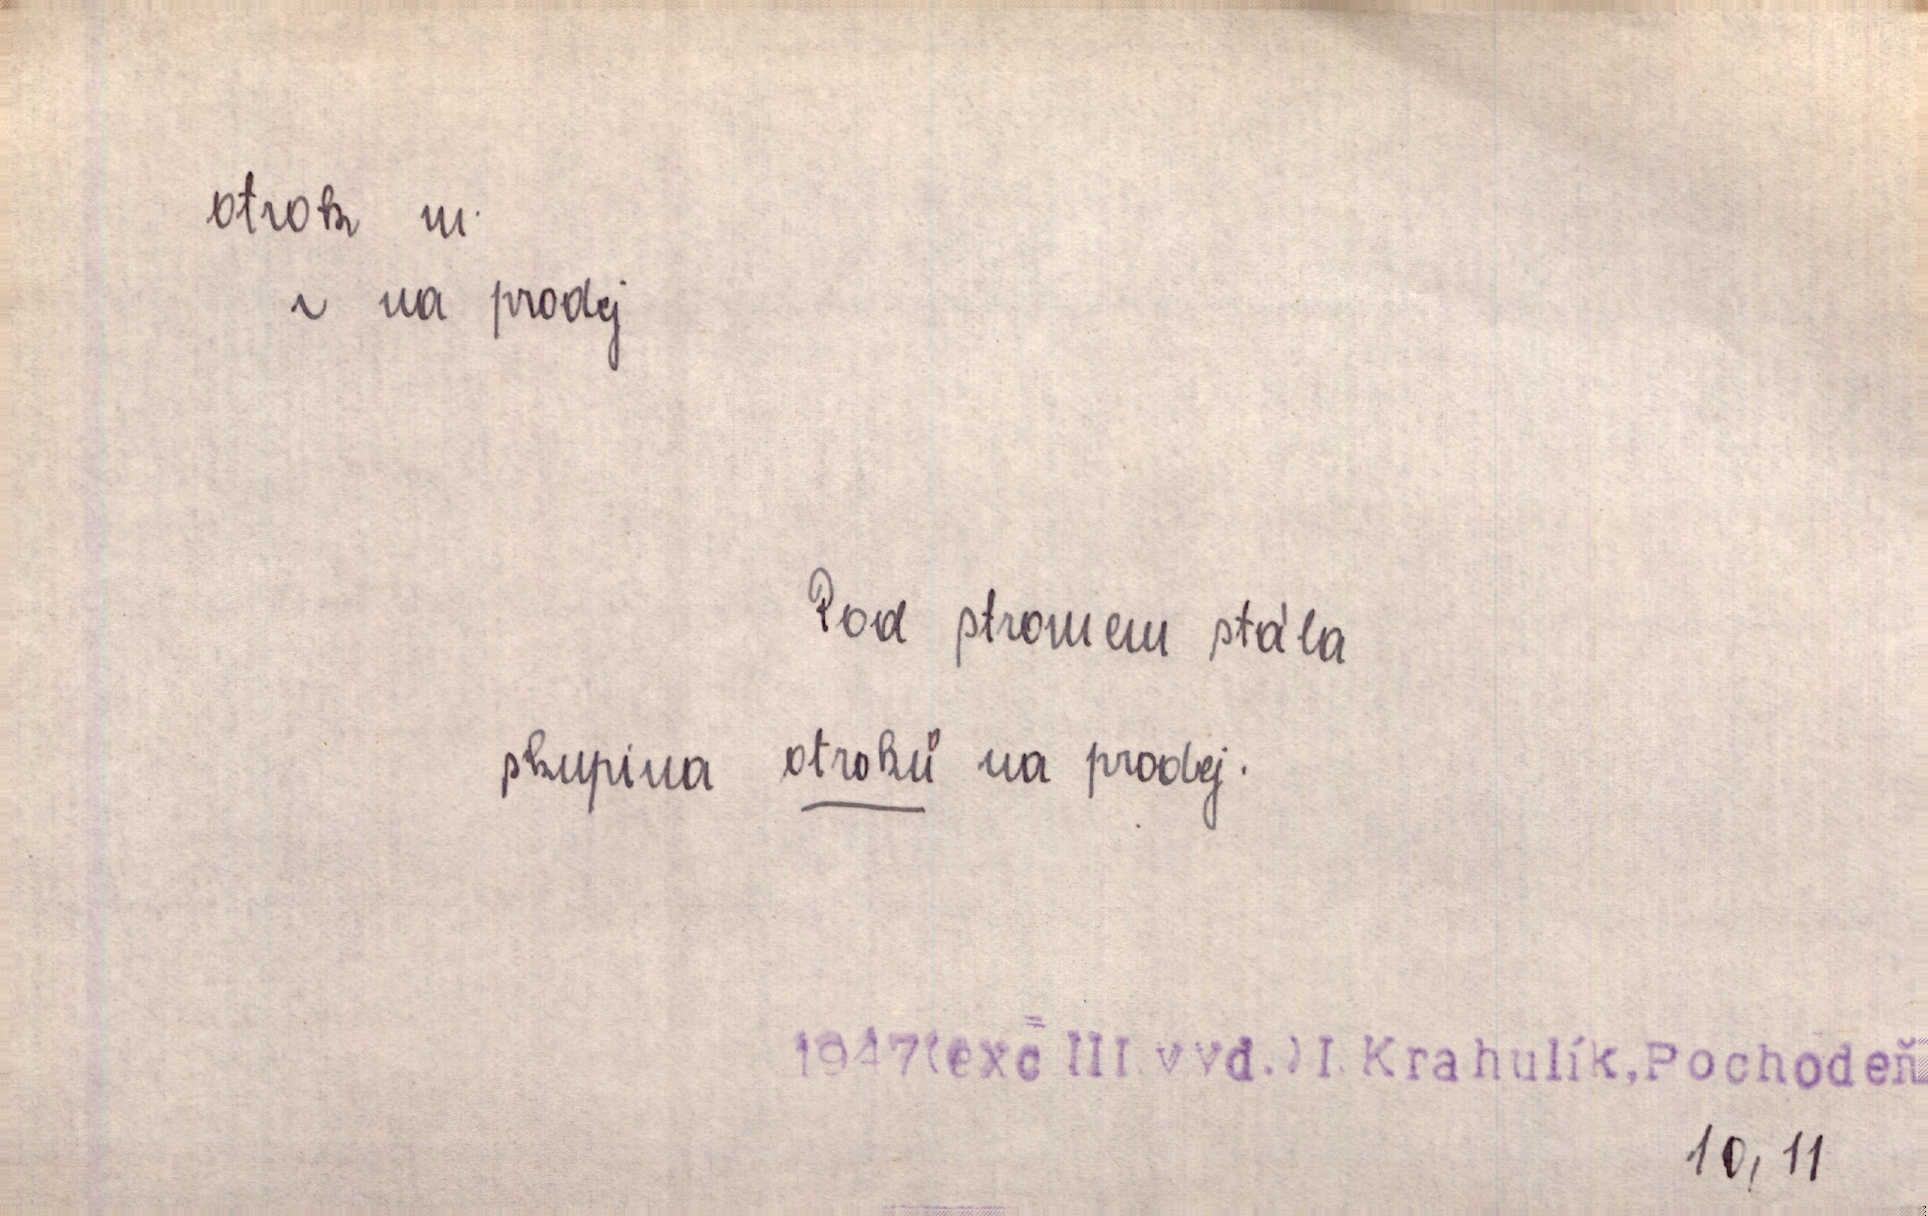 otrok m.
~ na prodej
Pod stromem stála
skupina otroků na prodej.
1947(exc III.vyd.)I.Krahulík,Pochodeň
10, 11